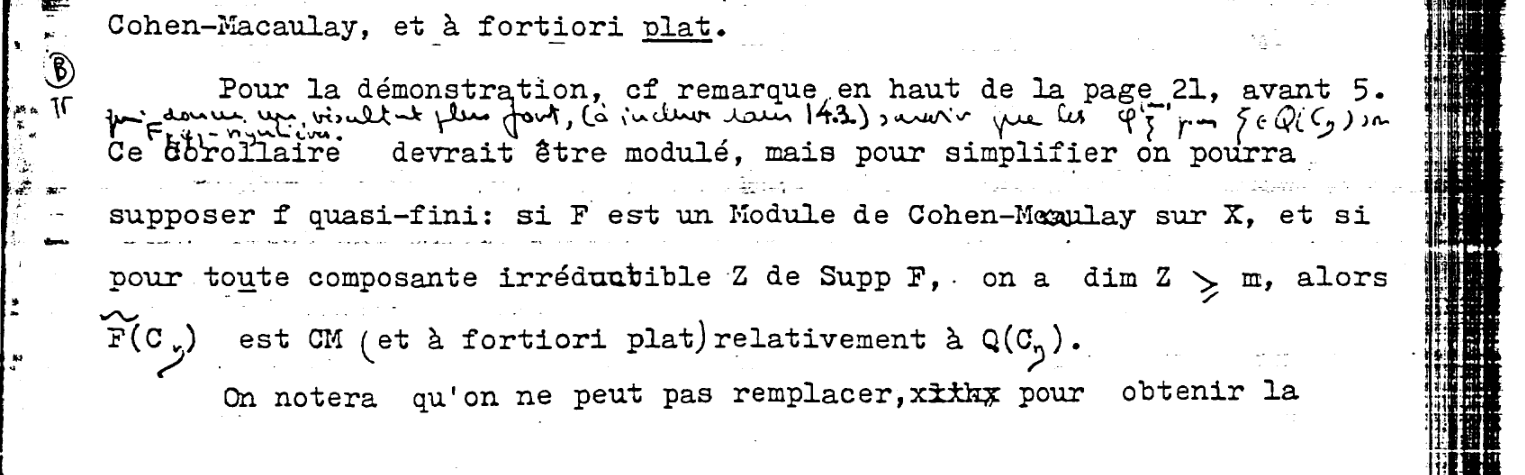 Cohen-Macaulay, et à fortiori plat.
Pour la démonstration, cf remarque en haut de la page 21, avant 5.
qui donne un résultat plus fort, (à inclure dans 14.2) savoir que les pour
Ce corollaire devrait être modulé, mais pour simplifier on pourra
supposer f quasi-fini: si F est un Module de Cohen-Macaulay sur X, et si
pour toute composante irréductible Z de Supp F, on a dim Z ⩾ m, alors
F̃(C_η) est CM (et à fortiori plat) relativement à Q(C_η).
On notera qu'on ne peut pas remplacer, pour obtenir la